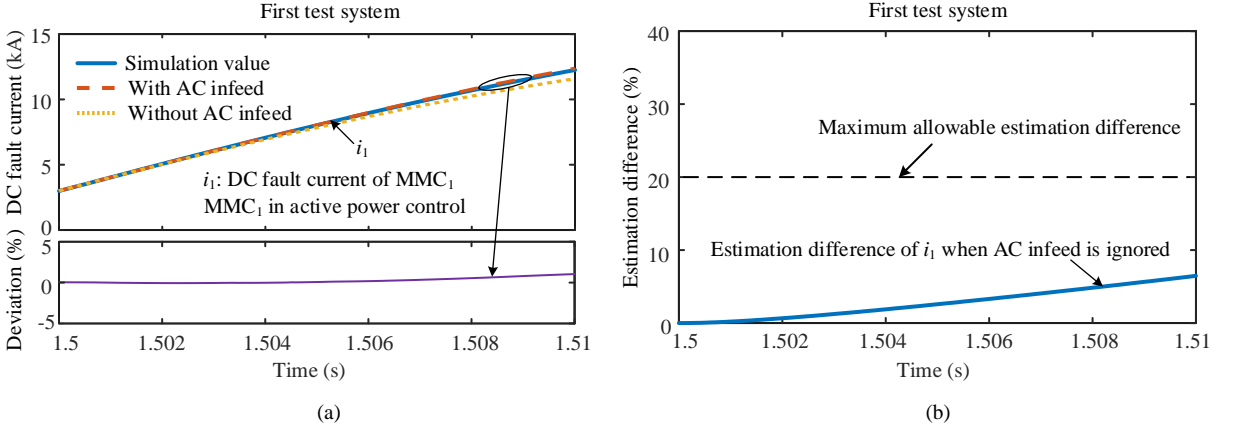 (a)
First test system
DC fault current (kA)
15
10
5
0
Simulation value
With AC infeed
Without AC infeed
i₁
i₁: DC fault current of MMC₁
MMC₁ in active power control
Deviation (%)
5
0
-5
1.5 1.502 1.504 1.506 1.508 1.51
Time (s)
(b)
First test system
Estimation difference (%)
40
30
20
10
0
Maximum allowable estimation difference
Estimation difference of i₁ when AC infeed is ignored
1.5 1.502 1.504 1.506 1.508 1.51
Time (s)
(a)
(b)